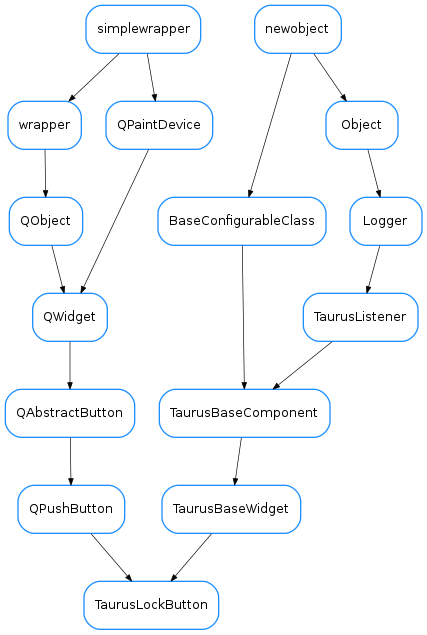 simplewrapper
newobject
wrapper
QPaintDevice
Object
QObject
BaseConfigurableClass
Logger
QWidget
TaurusListener
QAbstractButton
TaurusBaseComponent
QPushButton
TaurusBaseWidget
TaurusLockButton